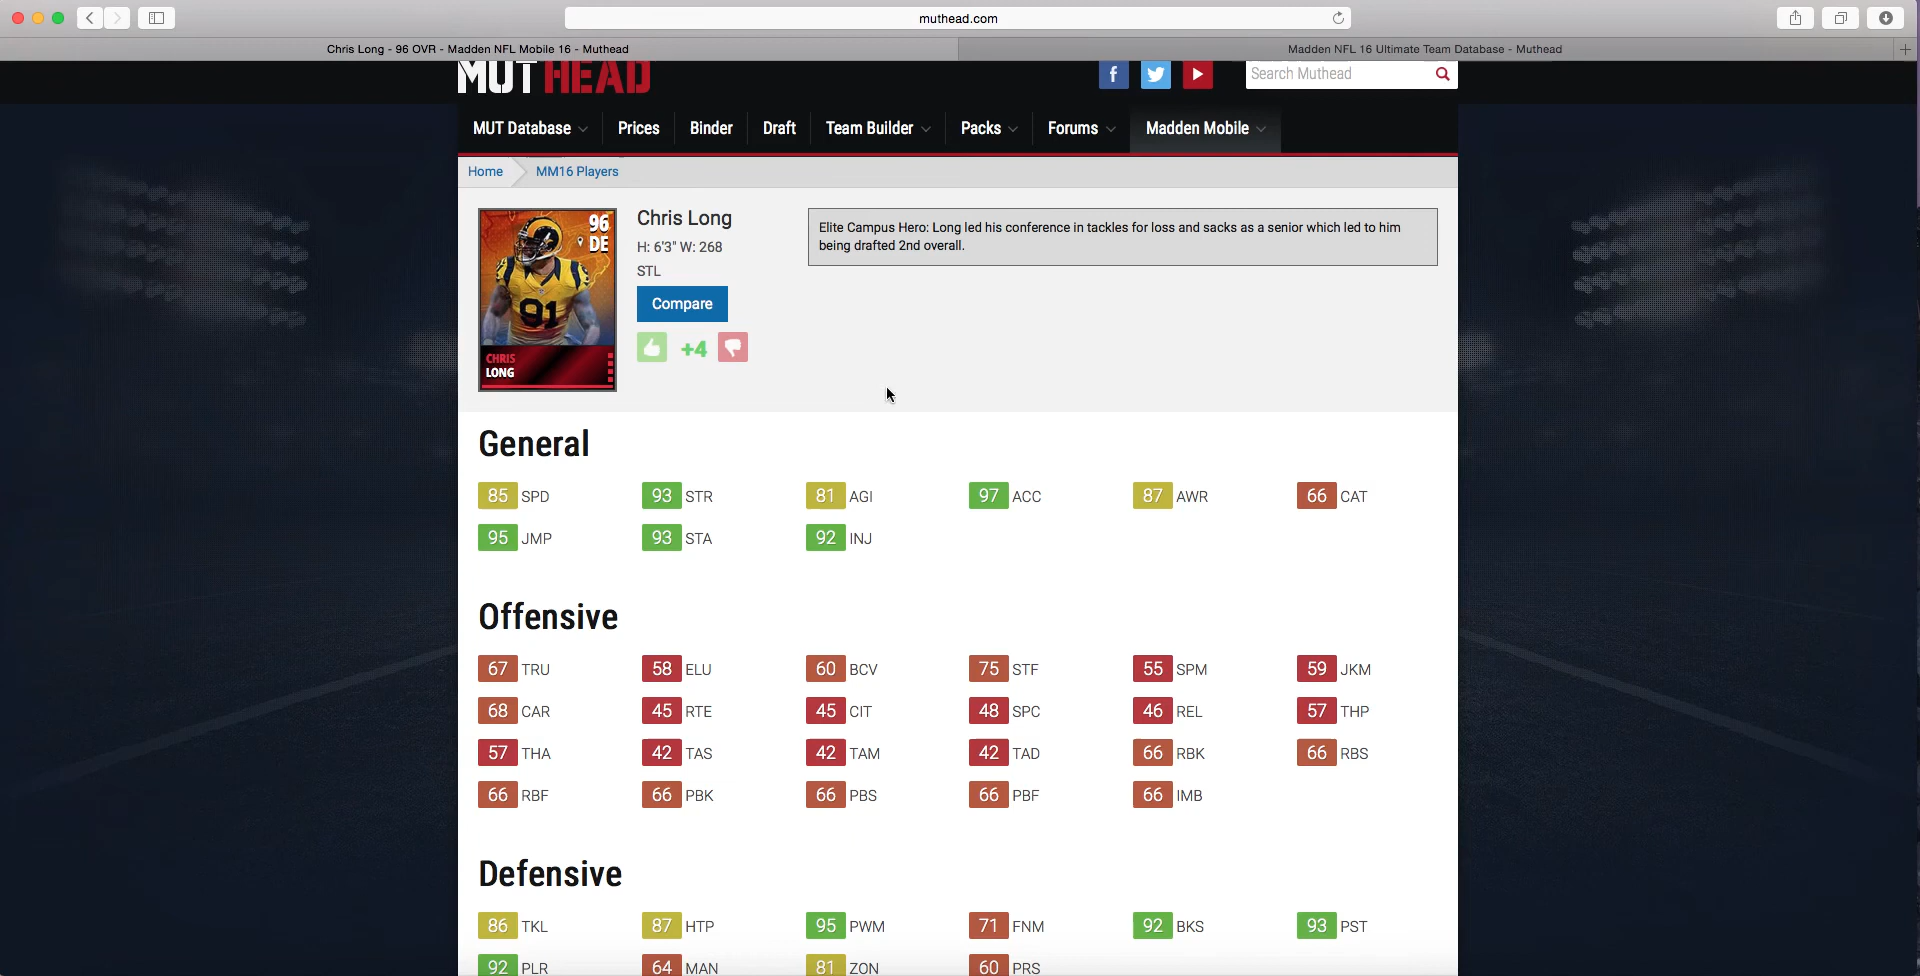 muthead.com
Chris Long - 96 OVR - Madden NFL Mobile 16 - Muthead
Madden NFL 16 Ultimate Team Database - Muthead
MUTHEAD
Search Muthead
MUT Database
Prices
Binder
Draft
Team Builder
Packs
Forums
Madden Mobile
Home
MM16 Players
96
DE
91
CHRIS
LONG
Chris Long
H: 6'3" W: 268
STL
Compare
+4
Elite Campus Hero: Long led his conference in tackles for loss and sacks as a senior which led to him
being drafted 2nd overall.
General
85 SPD 93 STR 81 AGI 97 ACC 87 AWR 66 CAT
95 JMP 93 STA 92 INJ
Offensive
67 TRU 58 ELU 60 BCV 75 STF 55 SPM 59 JKM
68 CAR 45 RTE 45 CIT 48 SPC 46 REL 57 THP
57 THA 42 TAS 42 TAM 42 TAD 66 RBK 66 RBS
66 RBF 66 PBK 66 PBS 66 PBF 66 IMB
Defensive
86 TKL 87 HTP 95 PWM 71 FNM 92 BKS 93 PST
92 PLR 64 MAN 81 ZON 60 PRS